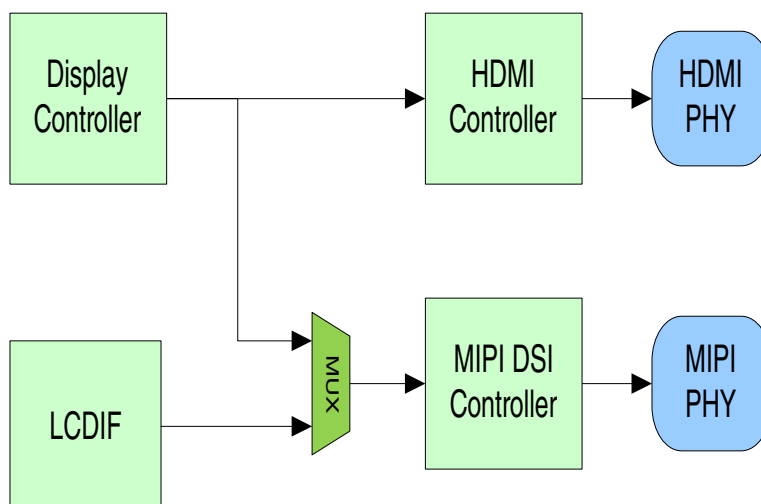 Display
Controller
HDMI
Controller
HDMI
PHY
LCDIF
MUX
MIPI DSI
Controller
MIPI
PHY